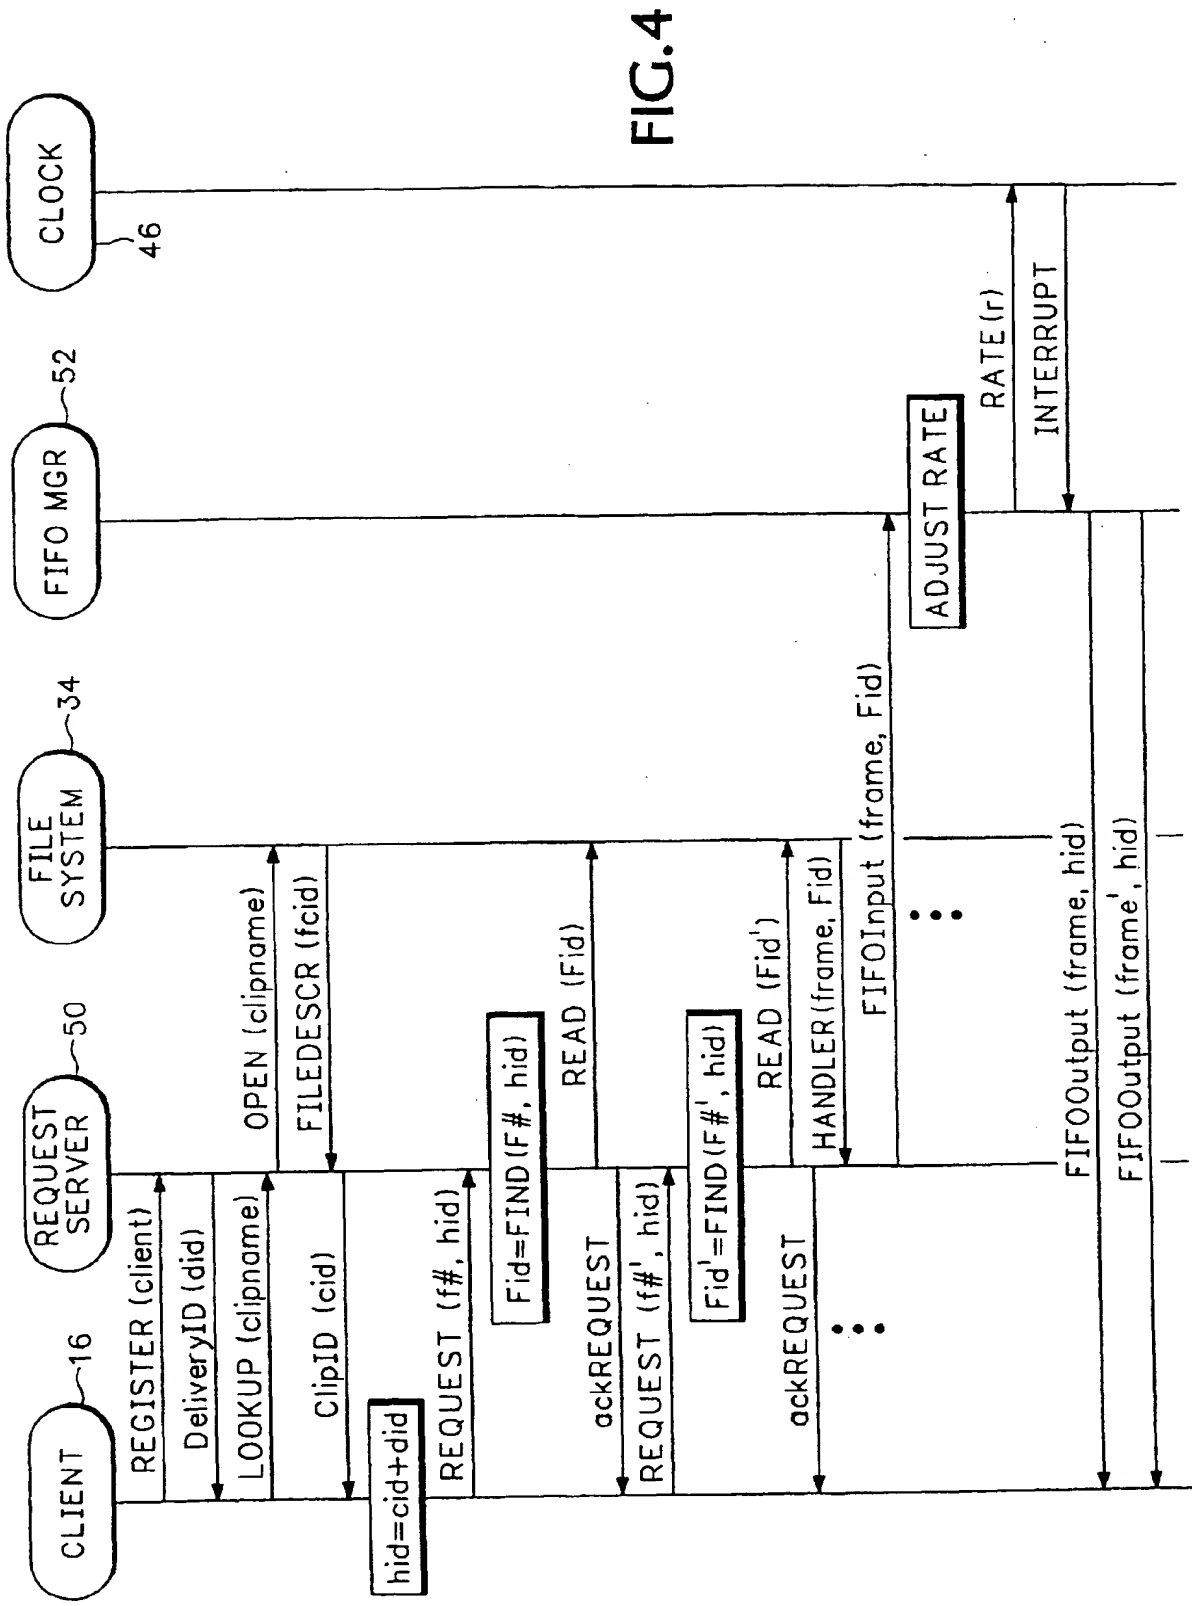 CLIENT
16
REQUEST
SERVER
50
FILE
SYSTEM
34
FIFO MGR
52
CLOCK
46
REGISTER (client)
DeliveryID (did)
LOOKUP (clipname)
OPEN (clipname)
FILEDESCR (fcid)
ClipID (cid)
hid=cid+did
REQUEST (f#, hid)
Fid=FIND(F#, hid)
READ (Fid)
ackREQUEST
REQUEST (f#', hid)
Fid'=FIND(F#', hid)
READ (Fid')
ackREQUEST
HANDLER(frame, Fid)
FIFOInput (frame, Fid)
ADJUST RATE
RATE(r)
INTERRUPT
FIFOOutput (frame, hid)
FIFOOutput (frame', hid)
FIG.4